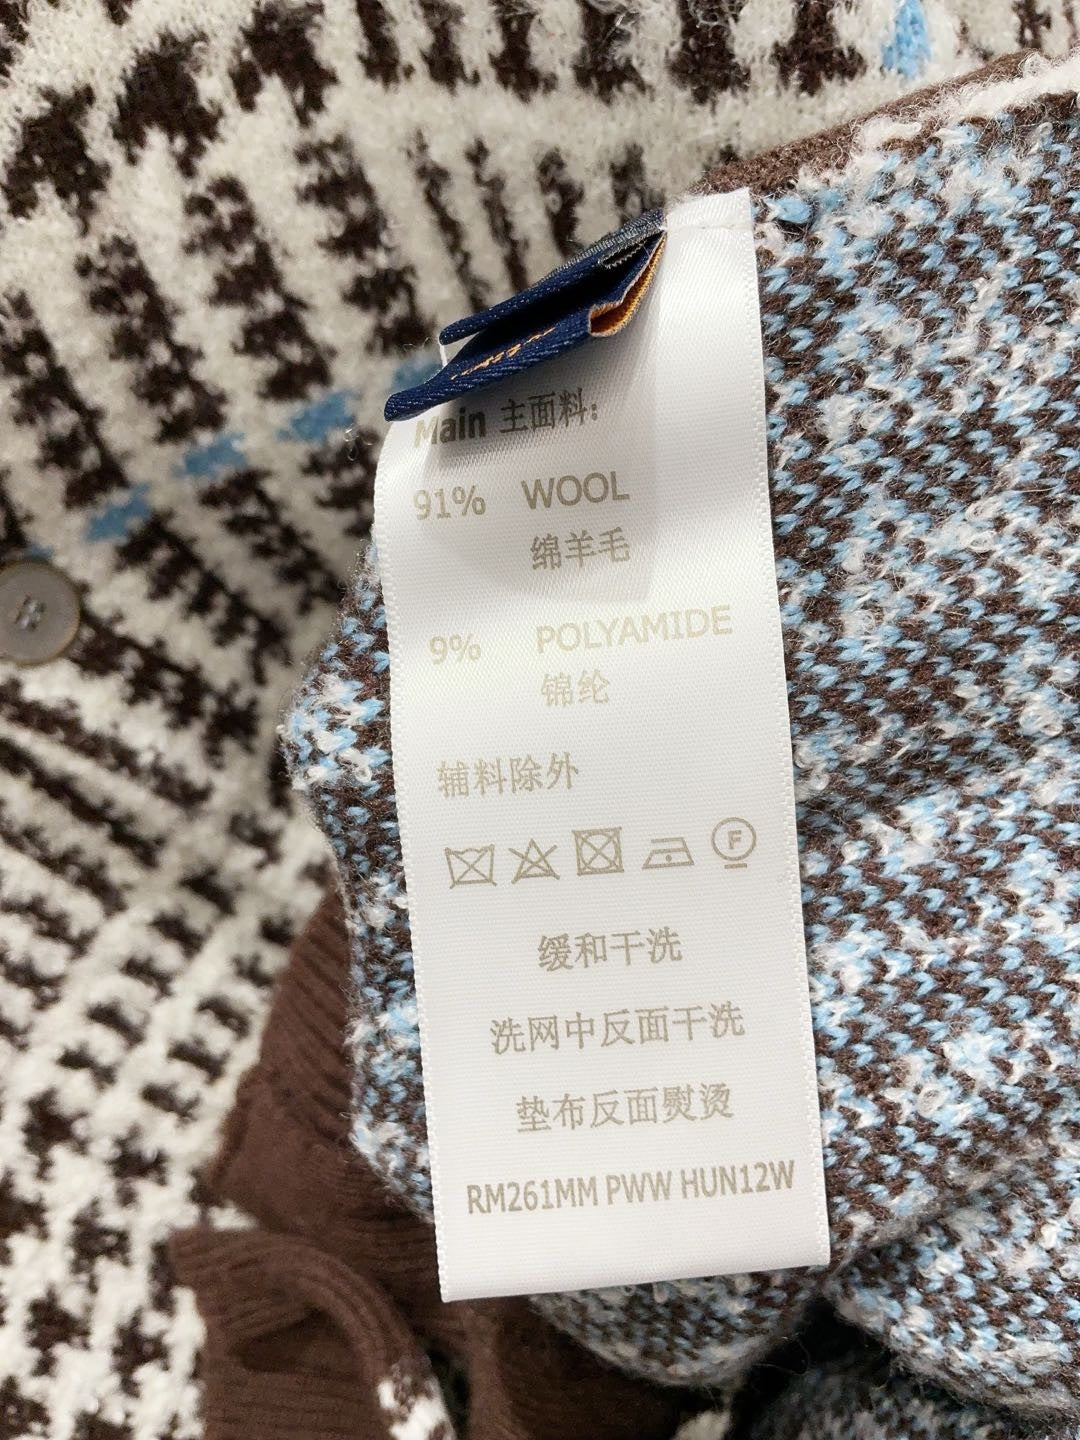 Main 主面料:
91% WOOL
绵羊毛
9% POLYAMIDE
锦纶
辅料除外
F
缓和干洗
洗网中反面干洗
垫布反面熨烫
RM261MM PWW HUN12W